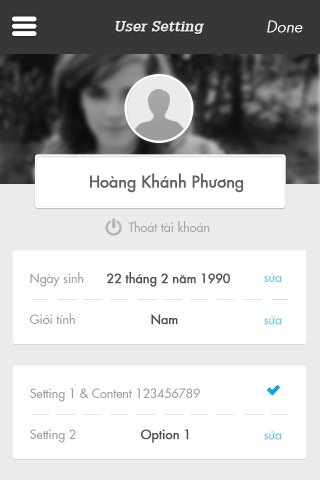 User Setting
Done
Hoàng Khánh Phương
Thoát tài khoản
Ngày sinh 22 tháng 2 năm 1990 sửa
Giới tính Nam sửa
Setting 1 & Content 123456789
Setting 2 Option 1 sửa